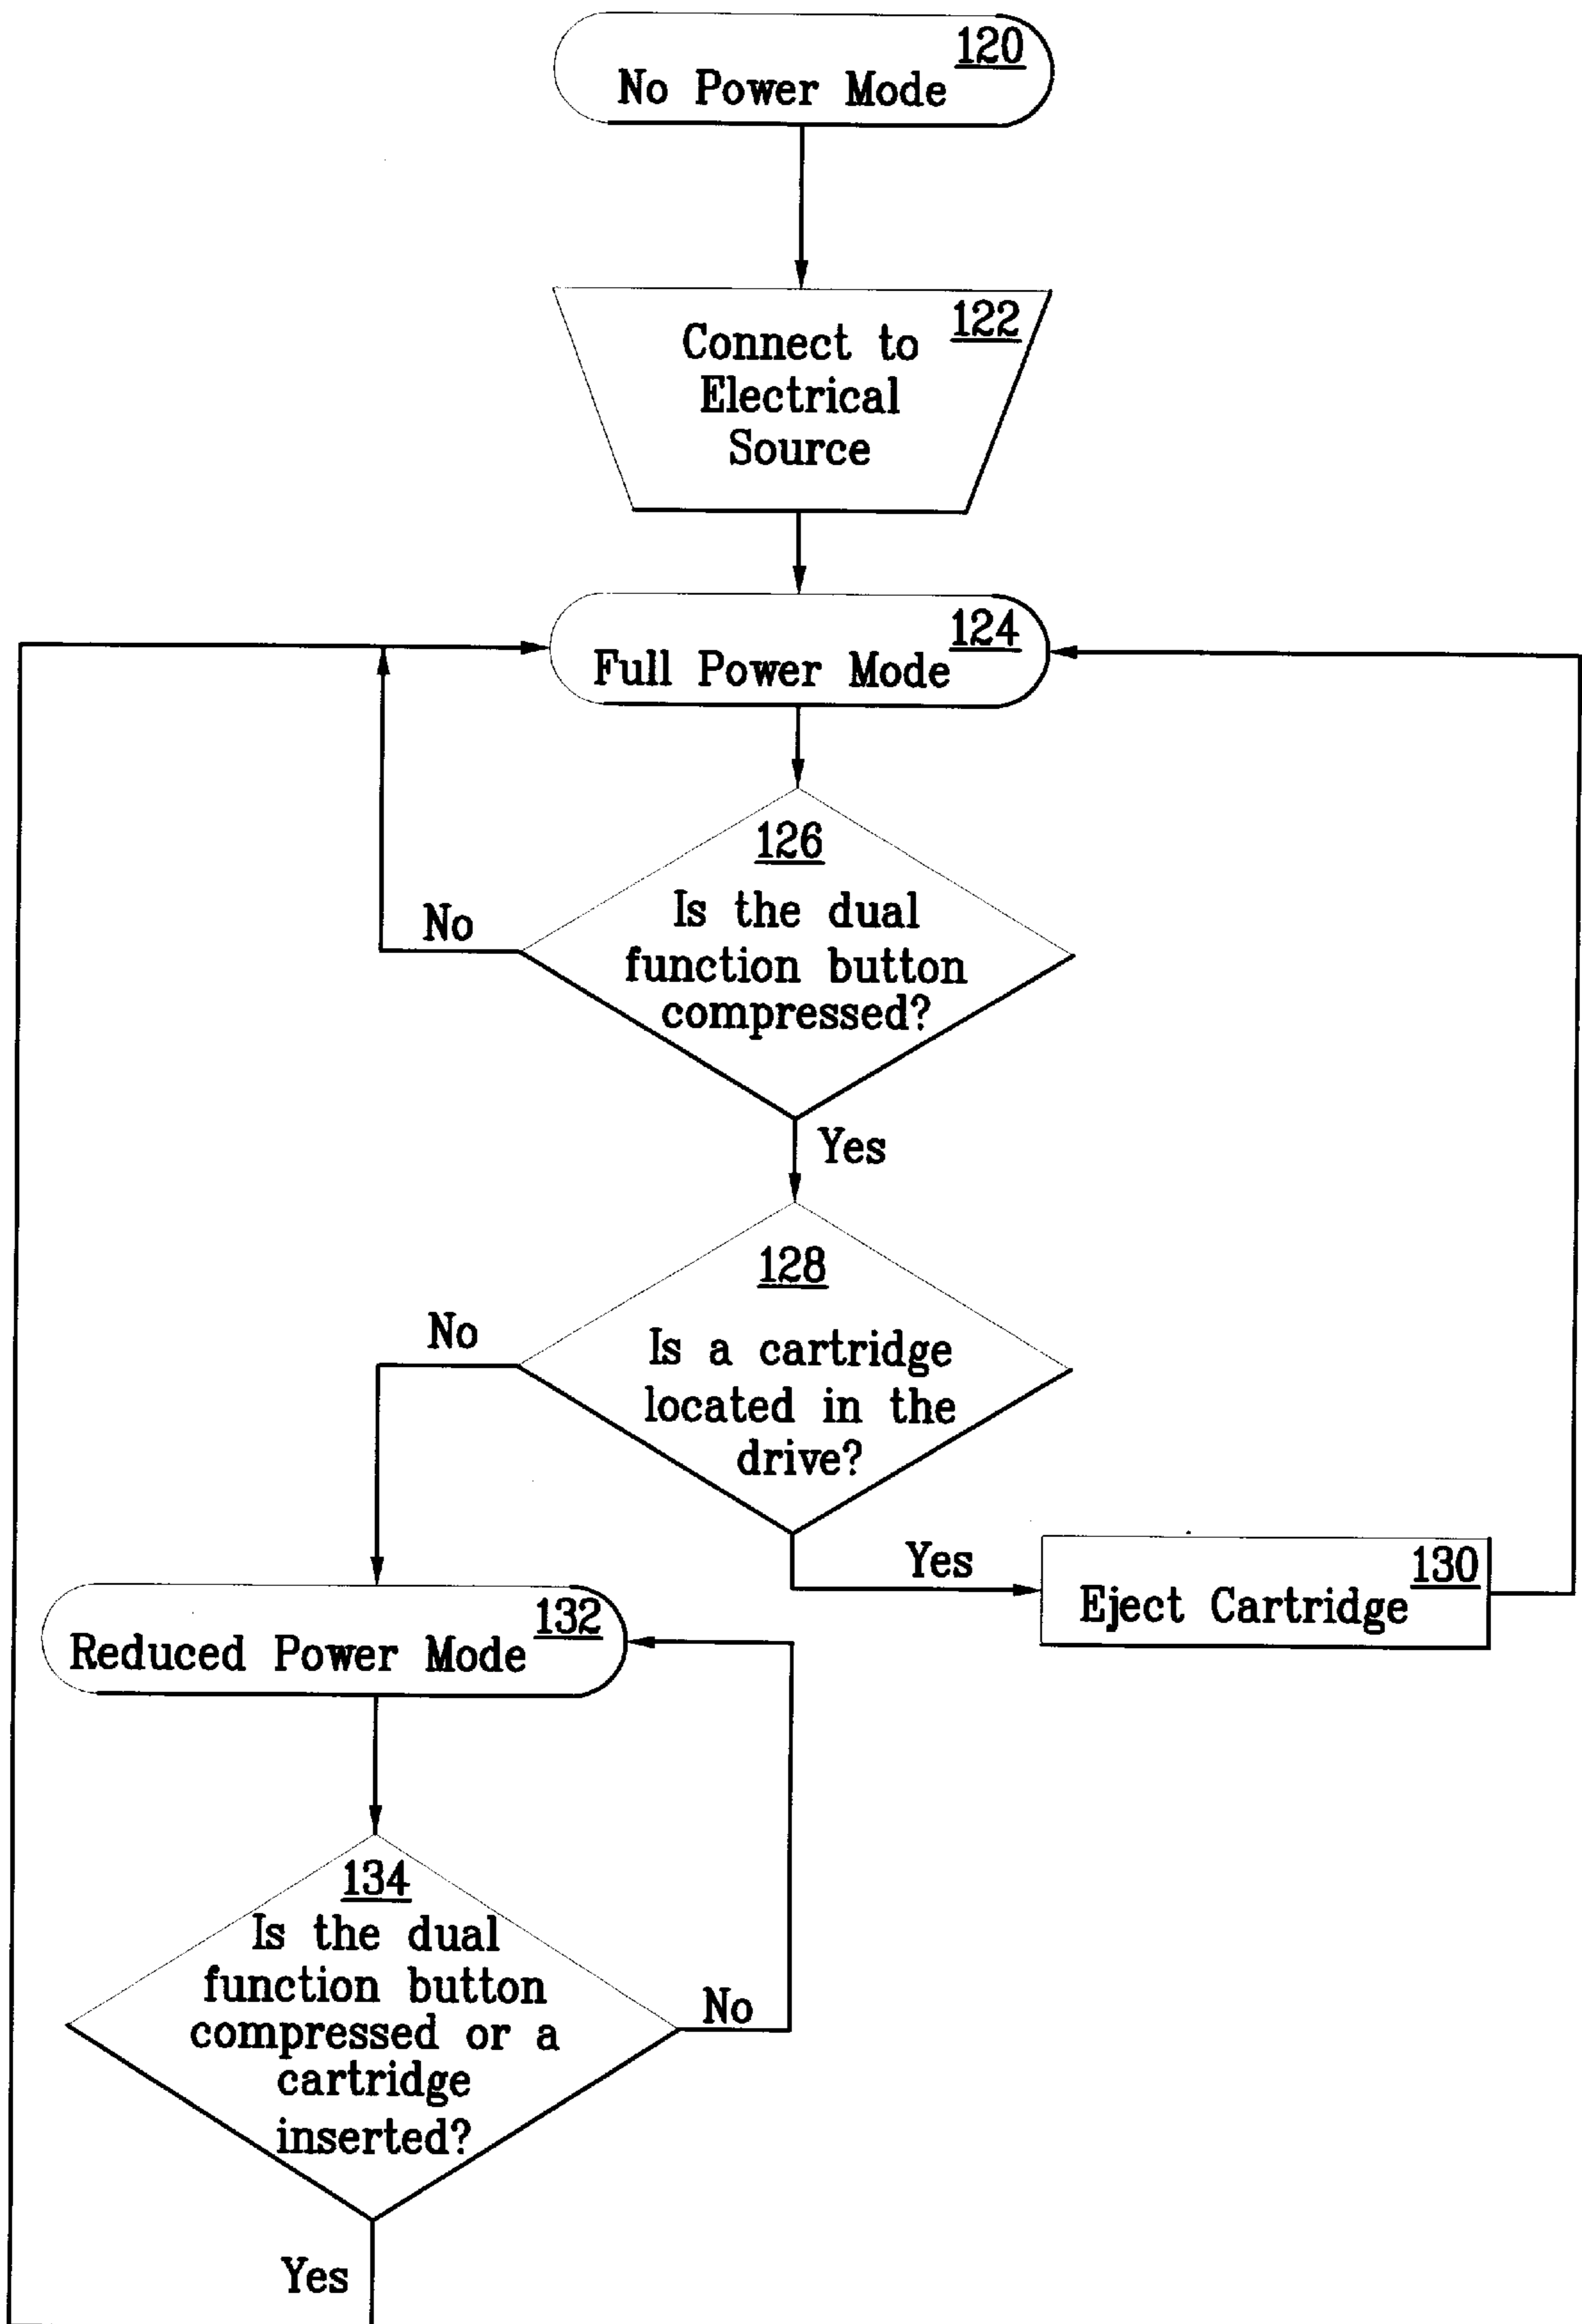 120
No Power Mode
122
Connect to
Electrical
Source
124
Full Power Mode
126
Is the dual
function button
compressed?
No
Yes
128
Is a cartridge
located in the
drive?
No
Yes
130
Eject Cartridge
132
Reduced Power Mode
134
Is the dual
function button
compressed or a
cartridge
inserted?
No
Yes